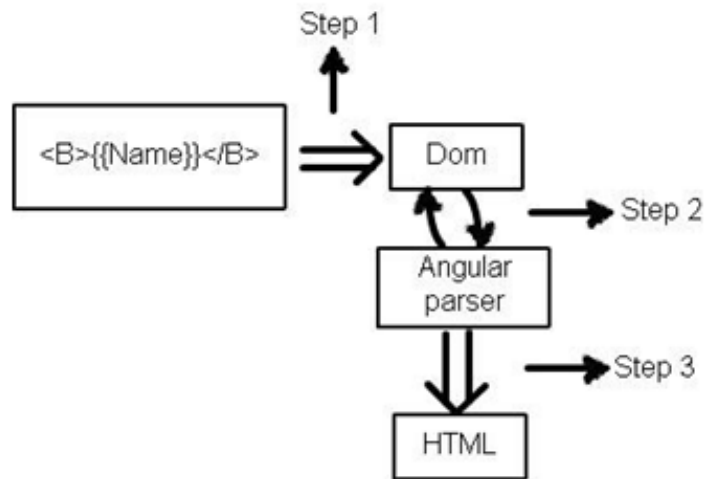 Step 1
<B>{{Name}}</B>
Dom
Step 2
Angular
parser
Step 3
HTML